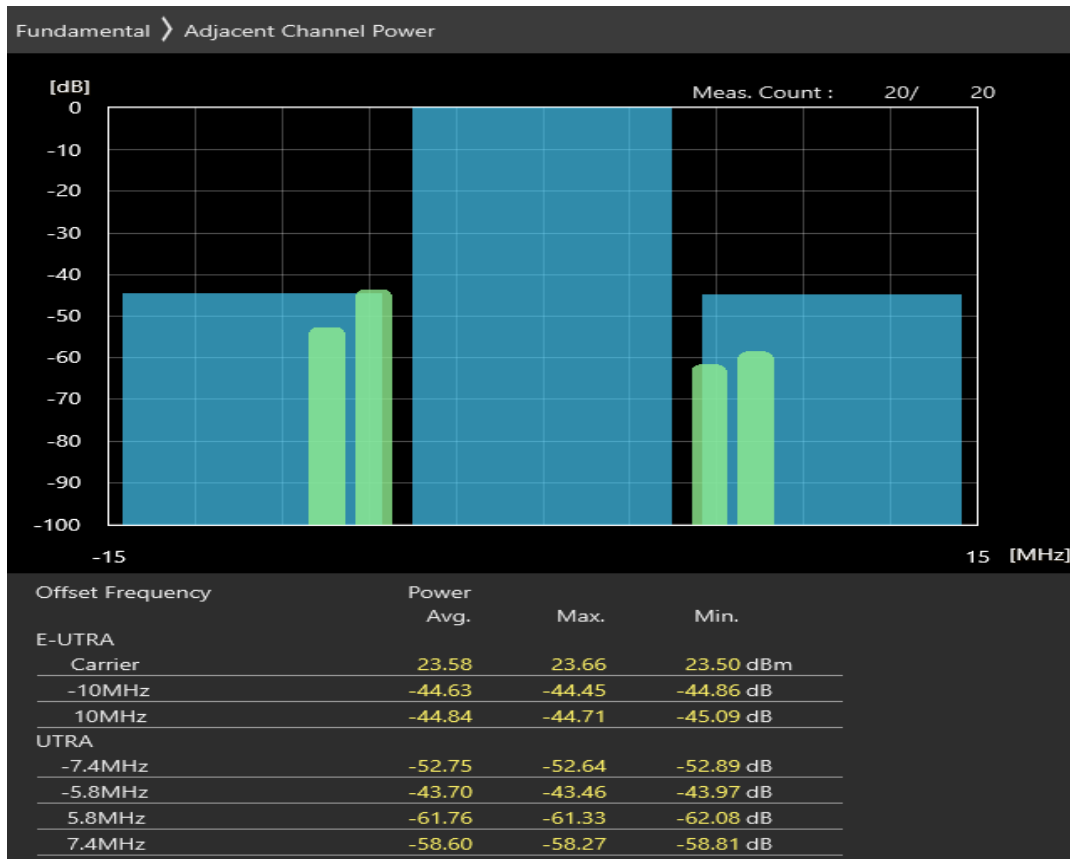 Fundamental ❯ Adjacent Channel Power
[dB]
Meas. Count : 20/ 20
0
-10
-20
-30
-40
-50
-60
-70
-80
-90
-100
-15 15 [MHz]
Offset Frequency Power
Avg. Max. Min.
E-UTRA
Carrier 23.58 23.66 23.50 dBm
-10MHz -44.63 -44.45 -44.86 dB
10MHz -44.84 -44.71 -45.09 dB
UTRA
-7.4MHz -52.75 -52.64 -52.89 dB
-5.8MHz -43.70 -43.46 -43.97 dB
5.8MHz -61.76 -61.33 -62.08 dB
7.4MHz -58.60 -58.27 -58.81 dB